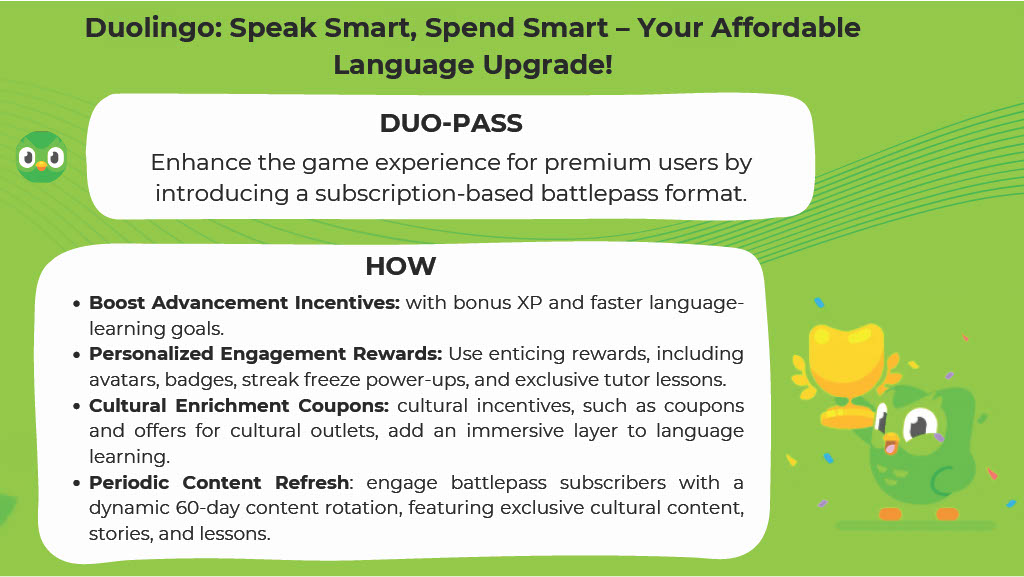 Duolingo: Speak Smart, Spend Smart – Your Affordable
Language Upgrade!
DUO-PASS
Enhance the game experience for premium users by
introducing a subscription-based battlepass format.
HOW
• Boost Advancement Incentives: with bonus XP and faster language-
learning goals.
• Personalized Engagement Rewards: Use enticing rewards, including
avatars, badges, streak freeze power-ups, and exclusive tutor lessons.
• Cultural Enrichment Coupons: cultural incentives, such as coupons
and offers for cultural outlets, add an immersive layer to language
learning.
• Periodic Content Refresh: engage battlepass subscribers with a
dynamic 60-day content rotation, featuring exclusive cultural content,
stories, and lessons.